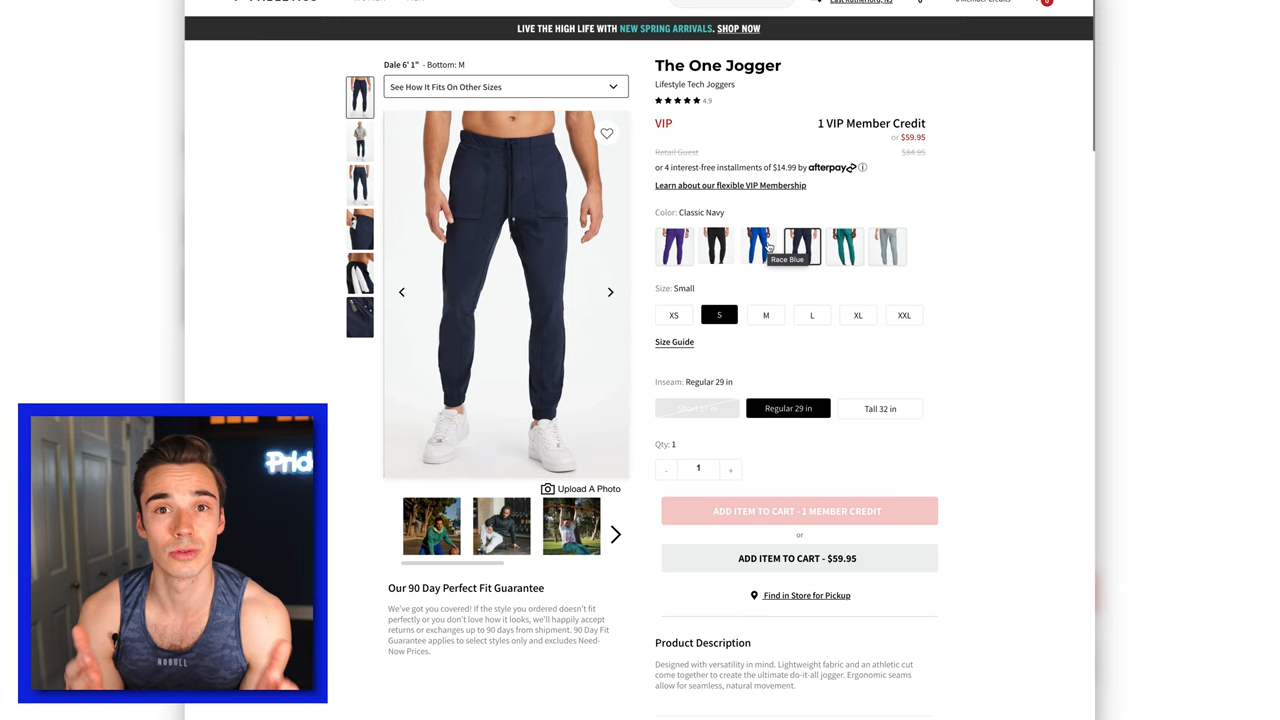 LIVE THE HIGH LIFE WITH NEW SPRING ARRIVALS. SHOP NOW
Dale 6' 1" - Bottom: M
See How It Fits On Other Sizes
The One Jogger
Lifestyle Tech Joggers
4.9
VIP
1 VIP Member Credit
or $59.95
Retail Guest
$84.95
or 4 interest-free installments of $14.99 by afterpay
Learn about our flexible VIP Membership
Color: Classic Navy
Race Blue
Size: Small
XS
S
M
L
XL
XXL
Size Guide
Inseam: Regular 29 in
Regular 29 in
Tall 32 in
Qty: 1
-
1
+
Upload A Photo
ADD ITEM TO CART - 1 MEMBER CREDIT
or
ADD ITEM TO CART - $59.95
Find in Store for Pickup
Our 90 Day Perfect Fit Guarantee
We've got you covered! If the style you ordered doesn't fit
perfectly or you don't love how it looks, we'll happily accept
returns or exchanges up to 90 days from shipment. 90 Day Fit
Guarantee applies to select styles only and excludes Need-
Now Prices.
Product Description
Designed with versatility in mind. Lightweight fabric and an athletic cut
come together to create the ultimate do-it-all jogger. Ergonomic seams
allow for seamless, natural movement.
Prid
NOBULL